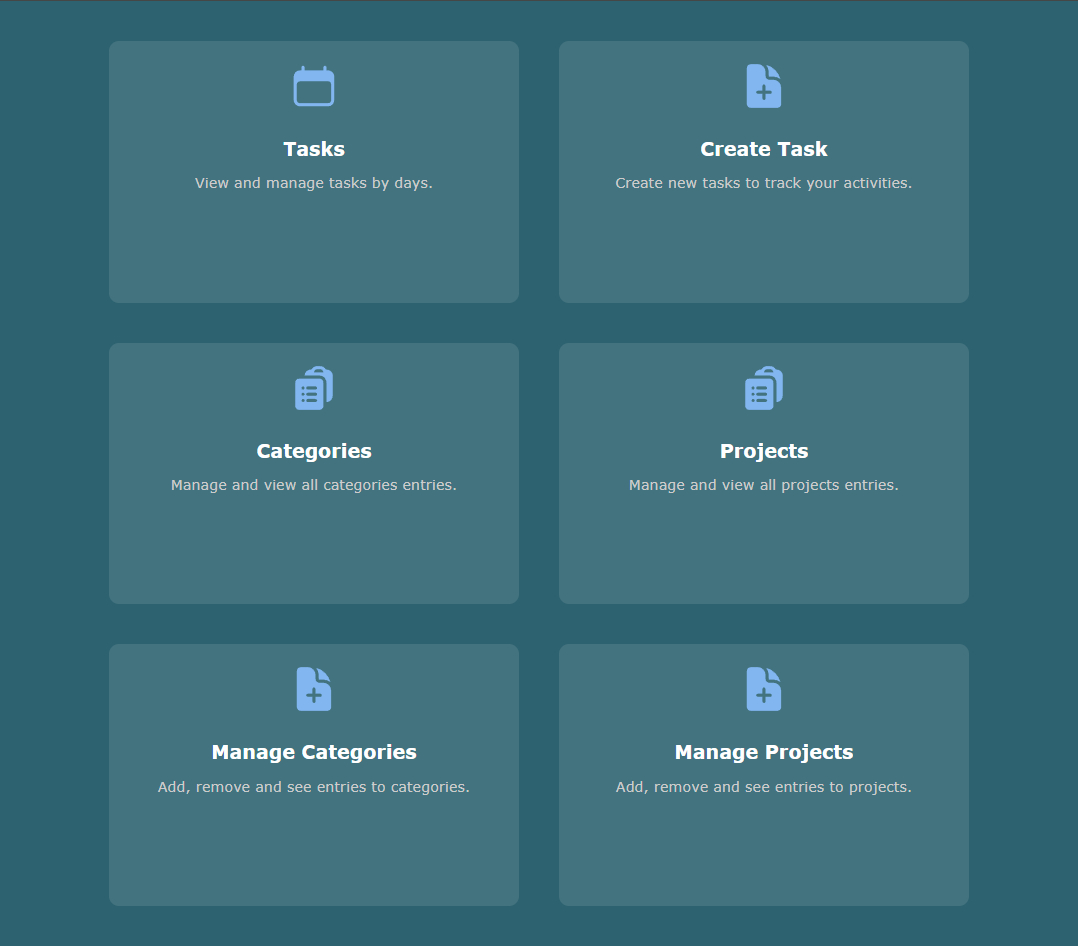 Tasks
View and manage tasks by days.
Create Task
Create new tasks to track your activities.
Categories
Manage and view all categories entries.
Projects
Manage and view all projects entries.
Manage Categories
Add, remove and see entries to categories.
Manage Projects
Add, remove and see entries to projects.